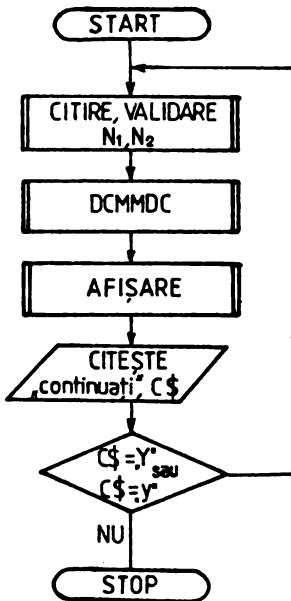 START
CITIRE, VALIDARE
N1,N2
DCMMDC
AFIȘARE
CITEȘTE
„continuați", C$
C$ = „Y"
sau
C$ = „y"
NU
STOP